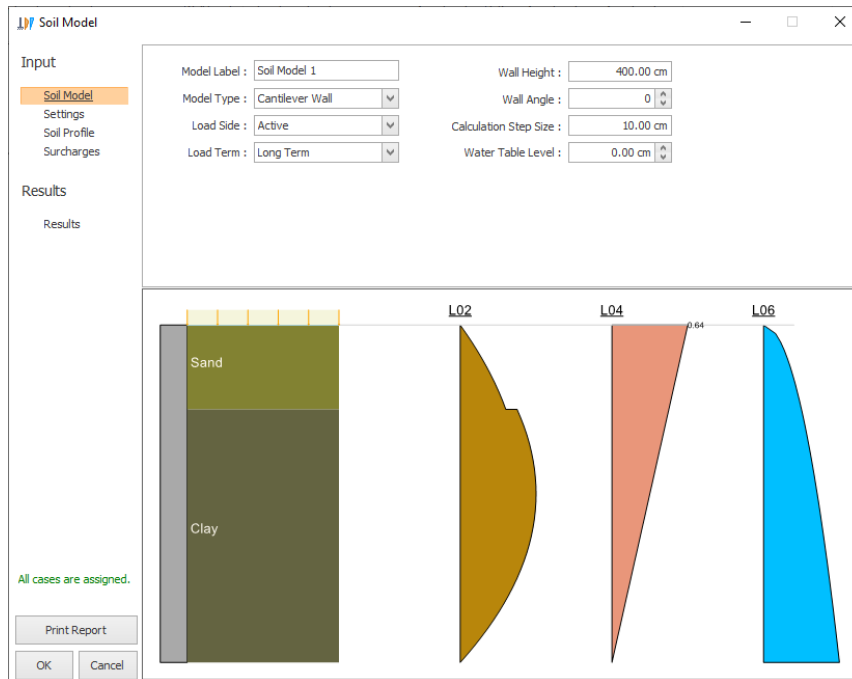 Soil Model
Input
Soil Model
Settings
Soil Profile
Surcharges
Results
Results
All cases are assigned.
Print Report
OK
Cancel
Model Label : Soil Model 1
Model Type : Cantilever Wall
Load Side : Active
Load Term : Long Term
Wall Height : 400.00 cm
Wall Angle : 0
Calculation Step Size : 10.00 cm
Water Table Level : 0.00 cm
L02
L04
L06
0.64
Sand
Clay